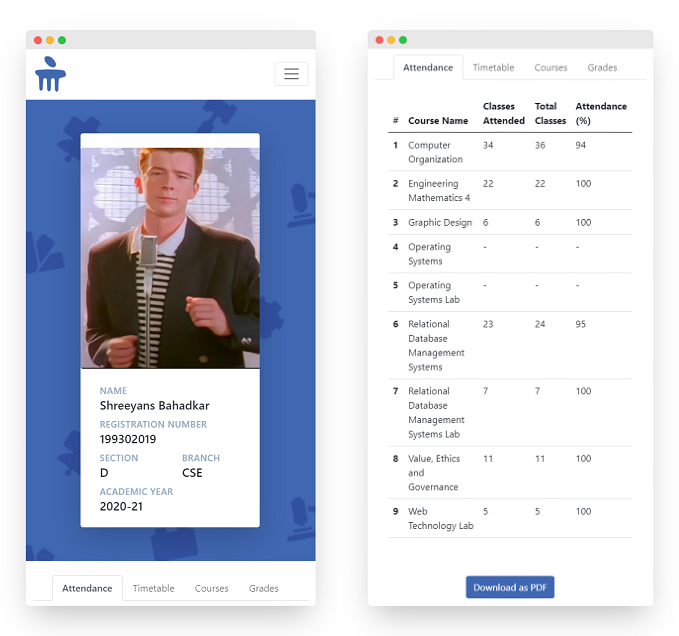 NAME
Shreeyans Bahadkar
REGISTRATION NUMBER
199302019
SECTION BRANCH
D CSE
ACADEMIC YEAR
2020-21
Attendance Timetable Courses Grades
Attendance Timetable Courses Grades
Classes Total Attendance
# Course Name Attended Classes (%)
1 Computer 34 36 94
Organization
2 Engineering 22 22 100
Mathematics 4
3 Graphic Design 6 6 100
4 Operating - - -
Systems
5 Operating - - -
Systems Lab
6 Relational 23 24 95
Database
Management
Systems
7 Relational 7 7 100
Database
Management
Systems Lab
8 Value, Ethics 11 11 100
and
Governance
9 Web 5 5 100
Technology Lab
Download as PDF